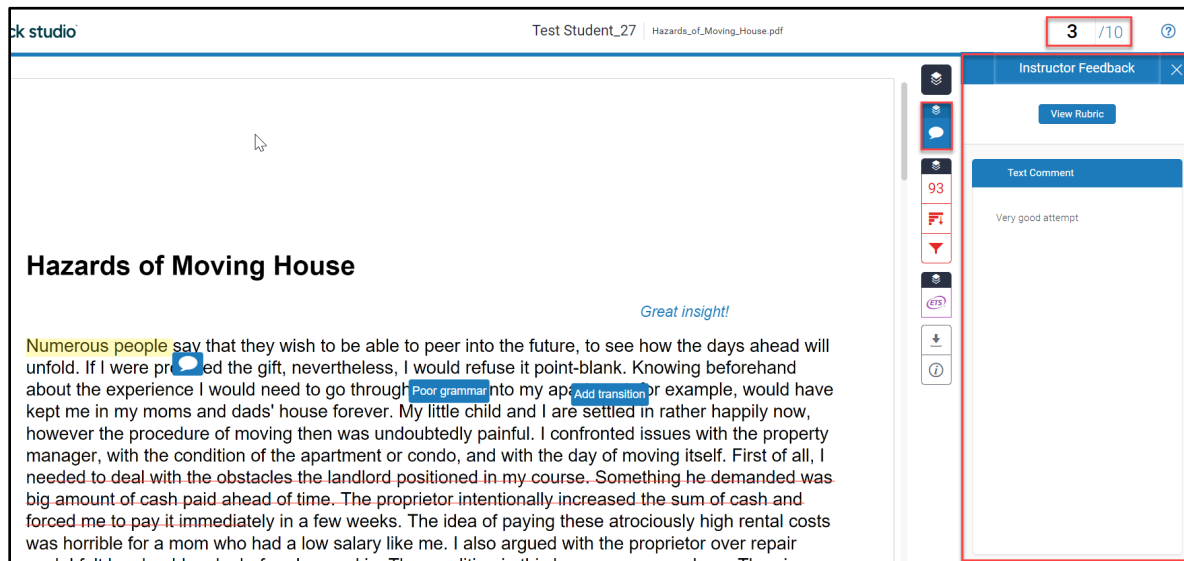 ck studio
Test Student_27
Hazards_of_Moving_House.pdf
3 /10
?
Instructor Feedback
View Rubric
Text Comment
Very good attempt
93
ETS
i
Hazards of Moving House
Great insight!
Numerous people say that they wish to be able to peer into the future, to see how the days ahead will
unfold. If I were pr ed the gift, nevertheless, I would refuse it point-blank. Knowing beforehand
about the experience I would need to go through Poor grammar nto my ap Add transition or example, would have
kept me in my moms and dads' house forever. My little child and I are settled in rather happily now,
however the procedure of moving then was undoubtedly painful. I confronted issues with the property
manager, with the condition of the apartment or condo, and with the day of moving itself. First of all, I
needed to deal with the obstacles the landlord positioned in my course. Something he demanded was
big amount of cash paid ahead of time. The proprietor intentionally increased the sum of cash and
forced me to pay it immediately in a few weeks. The idea of paying these atrociously high rental costs
was horrible for a mom who had a low salary like me. I also argued with the proprietor over repair